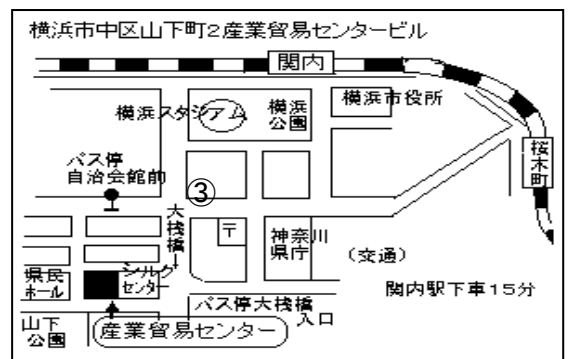 横浜市中区山下町2産業貿易センタービル
関内
横浜スタジアム
横浜
公園
横浜市役所
桜木町
バス停
自治会館前
③
大桟橋
↓
〒
神奈川
県庁
(交通)
県民
ホール
シルク
センター
関内駅下車15分
バス停大桟橋
入口
山下
公園
産業貿易センター